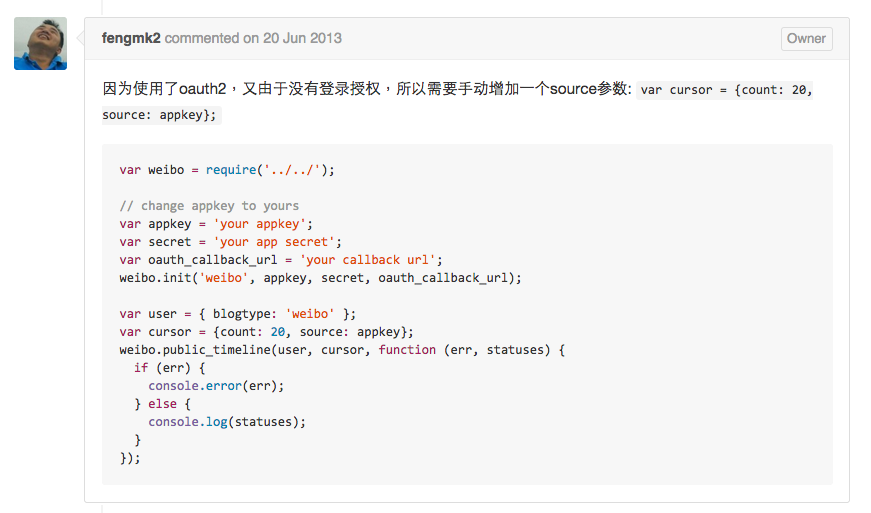 fengmk2 commented on 20 Jun 2013 Owner
因为使用了oauth2，又由于没有登录授权，所以需要手动增加一个source参数: var cursor = {count: 20,
source: appkey};
var weibo = require('../../');
// change appkey to yours
var appkey = 'your appkey';
var secret = 'your app secret';
var oauth_callback_url = 'your callback url';
weibo.init('weibo', appkey, secret, oauth_callback_url);
var user = { blogtype: 'weibo' };
var cursor = {count: 20, source: appkey};
weibo.public_timeline(user, cursor, function (err, statuses) {
  if (err) {
    console.error(err);
  } else {
    console.log(statuses);
  }
});